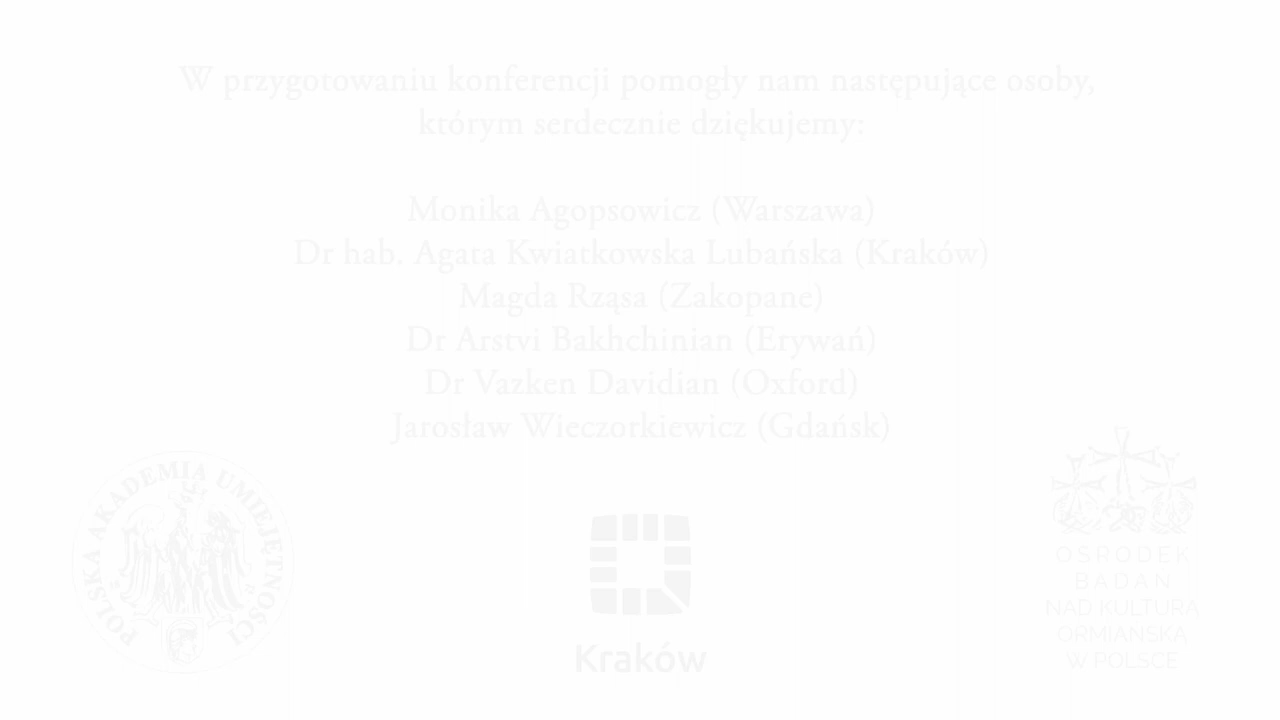 W przygotowaniu konferencji pomogły nam następujące osoby,
którym serdecznie dziękujemy:
Monika Agopsowicz (Warszawa)
Dr hab. Agata Kwiatkowska Lubańska (Kraków)
Magda Rząsa (Zakopane)
Dr Arstvi Bakhchinian (Erywań)
Dr Vazken Davidian (Oxford)
Jarosław Wieczorkiewicz (Gdańsk)
POLSKA AKADEMIA UMIEJĘTNOŚCI
Kraków
OŚRODEK
BADAŃ
NAD KULTURĄ
ORMIAŃSKĄ
W POLSCE